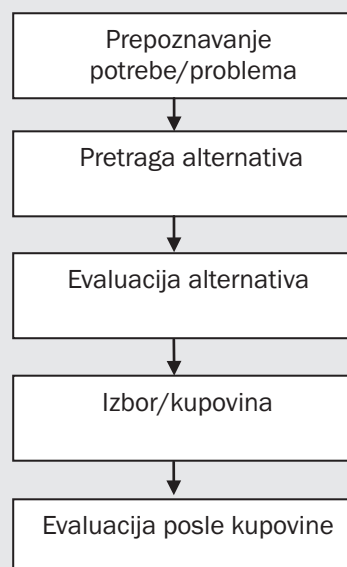 Prepoznavanje
potrebe/problema
Pretraga alternativa
Evaluacija alternativa
Izbor/kupovina
Evaluacija posle kupovine